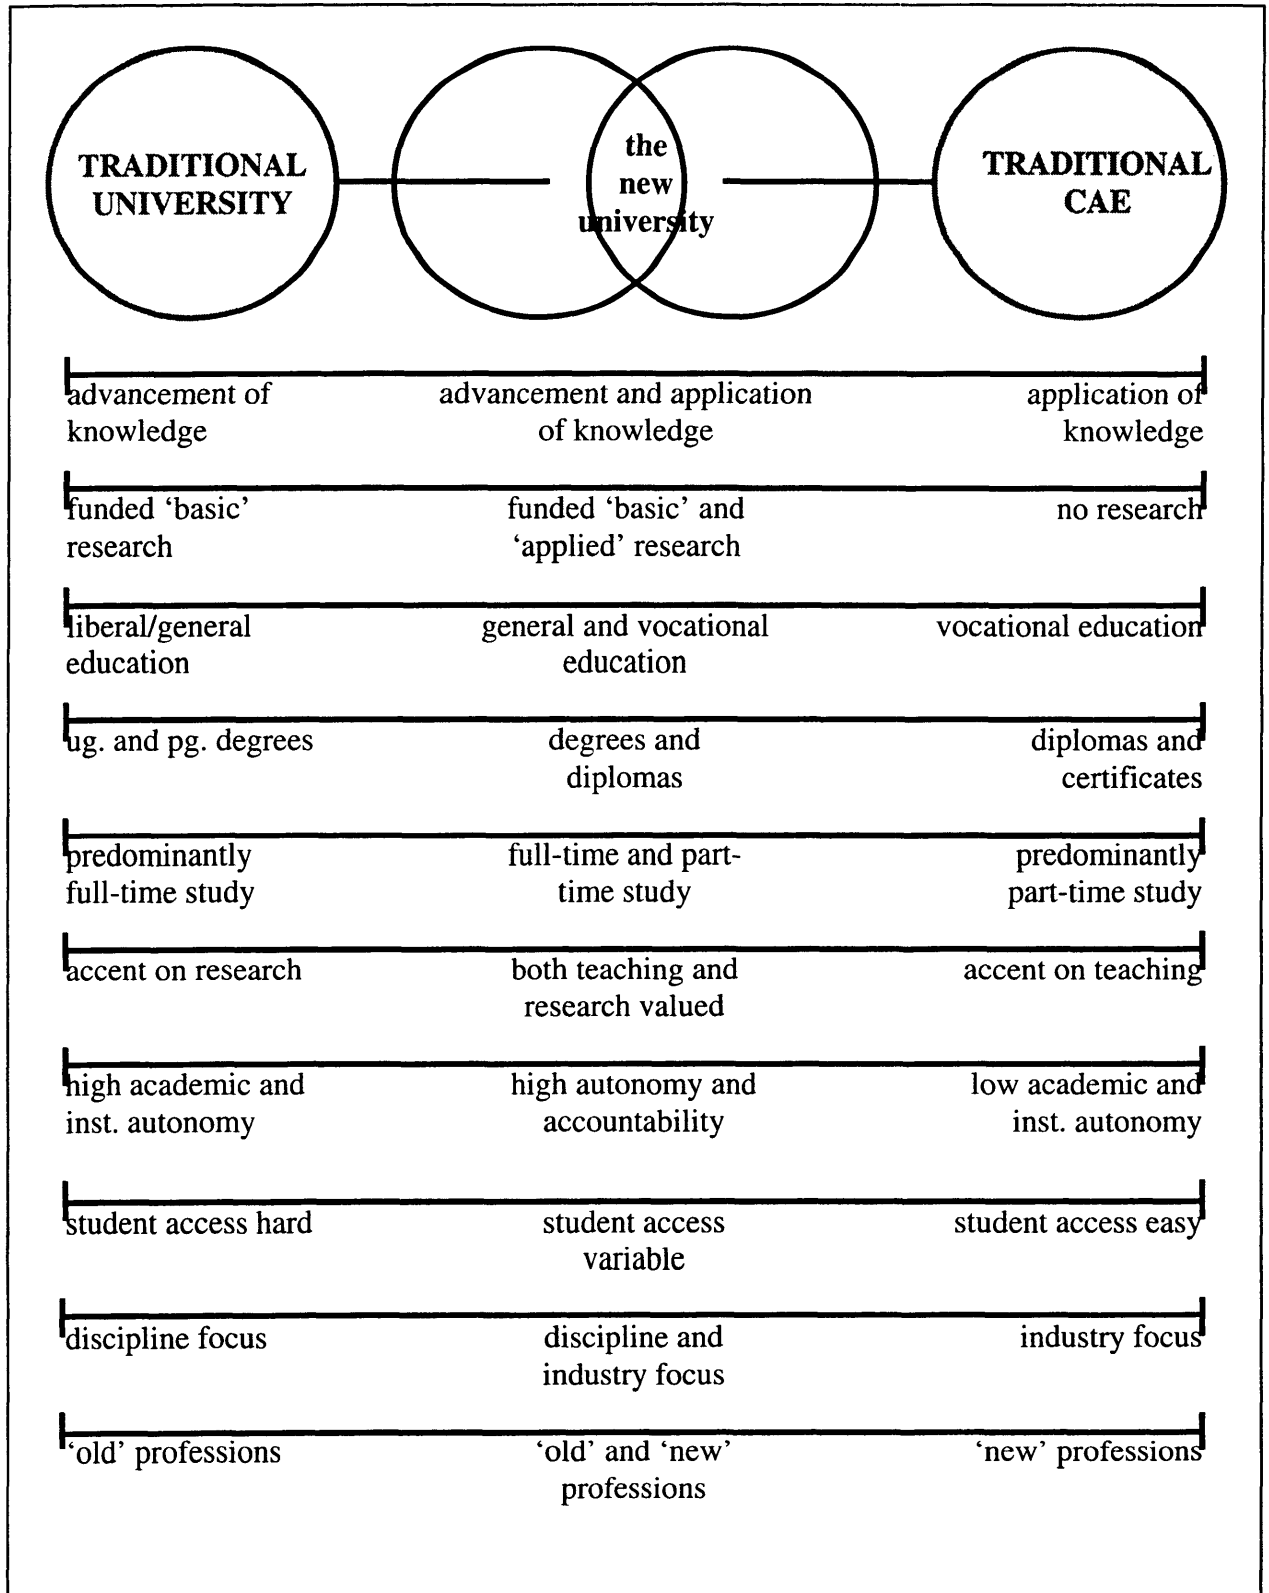 TRADITIONAL
UNIVERSITY
the
new
university
TRADITIONAL
CAE
advancement of
knowledge
advancement and application
of knowledge
application of
knowledge
funded ‘basic’
research
funded ‘basic’ and
‘applied’ research
no research
liberal/general
education
general and vocational
education
vocational education
ug. and pg. degrees
degrees and
diplomas
diplomas and
certificates
predominantly
full-time study
full-time and part-
time study
predominantly
part-time study
accent on research
both teaching and
research valued
accent on teaching
high academic and
inst. autonomy
high autonomy and
accountability
low academic and
inst. autonomy
student access hard
student access
variable
student access easy
discipline focus
discipline and
industry focus
industry focus
‘old’ professions
‘old’ and ‘new’
professions
‘new’ professions